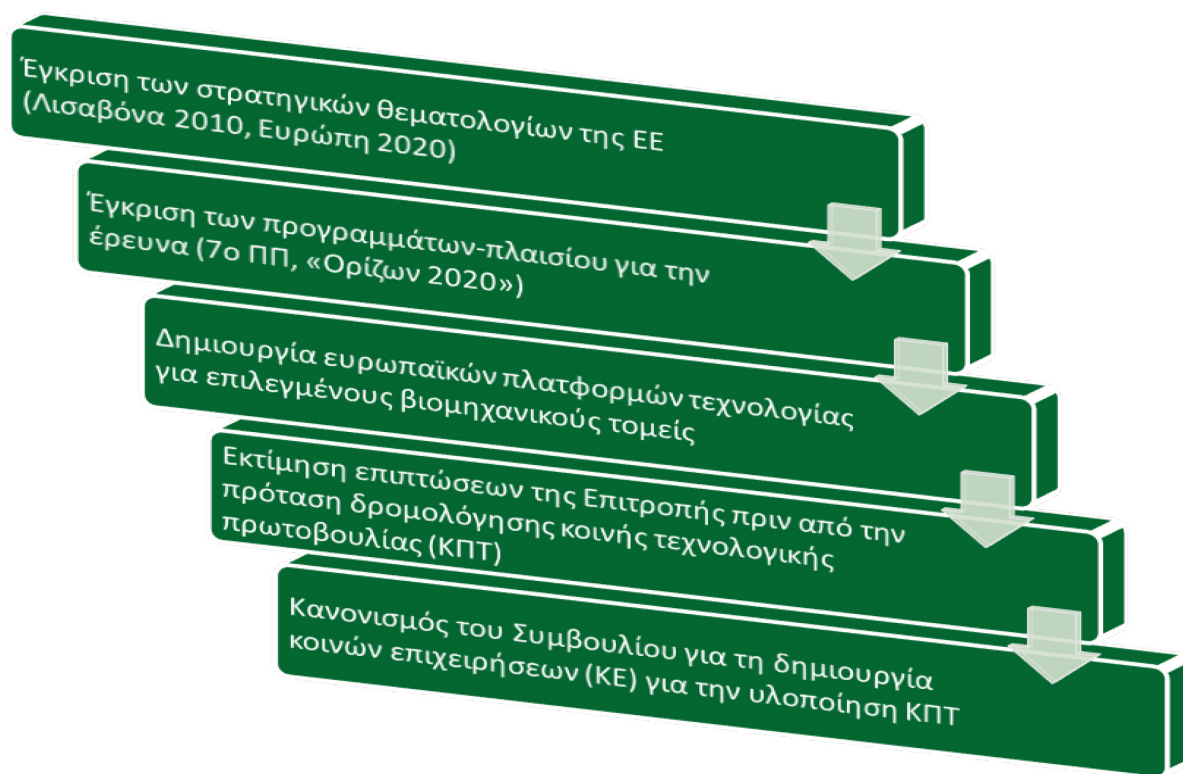 Έγκριση των στρατηγικών θεματολογίων της ΕΕ
(Λισαβόνα 2010, Ευρώπη 2020)
Έγκριση των προγραμμάτων-πλαισίου για την
έρευνα (7ο ΠΠ, «Ορίζων 2020»)
Δημιουργία ευρωπαϊκών πλατφορμών τεχνολογίας
για επιλεγμένους βιομηχανικούς τομείς
Εκτίμηση επιπτώσεων της Επιτροπής πριν από την
πρόταση δρομολόγησης κοινής τεχνολογικής
πρωτοβουλίας (ΚΠΤ)
Κανονισμός του Συμβουλίου για τη δημιουργία
κοινών επιχειρήσεων (ΚΕ) για την υλοποίηση ΚΠΤ